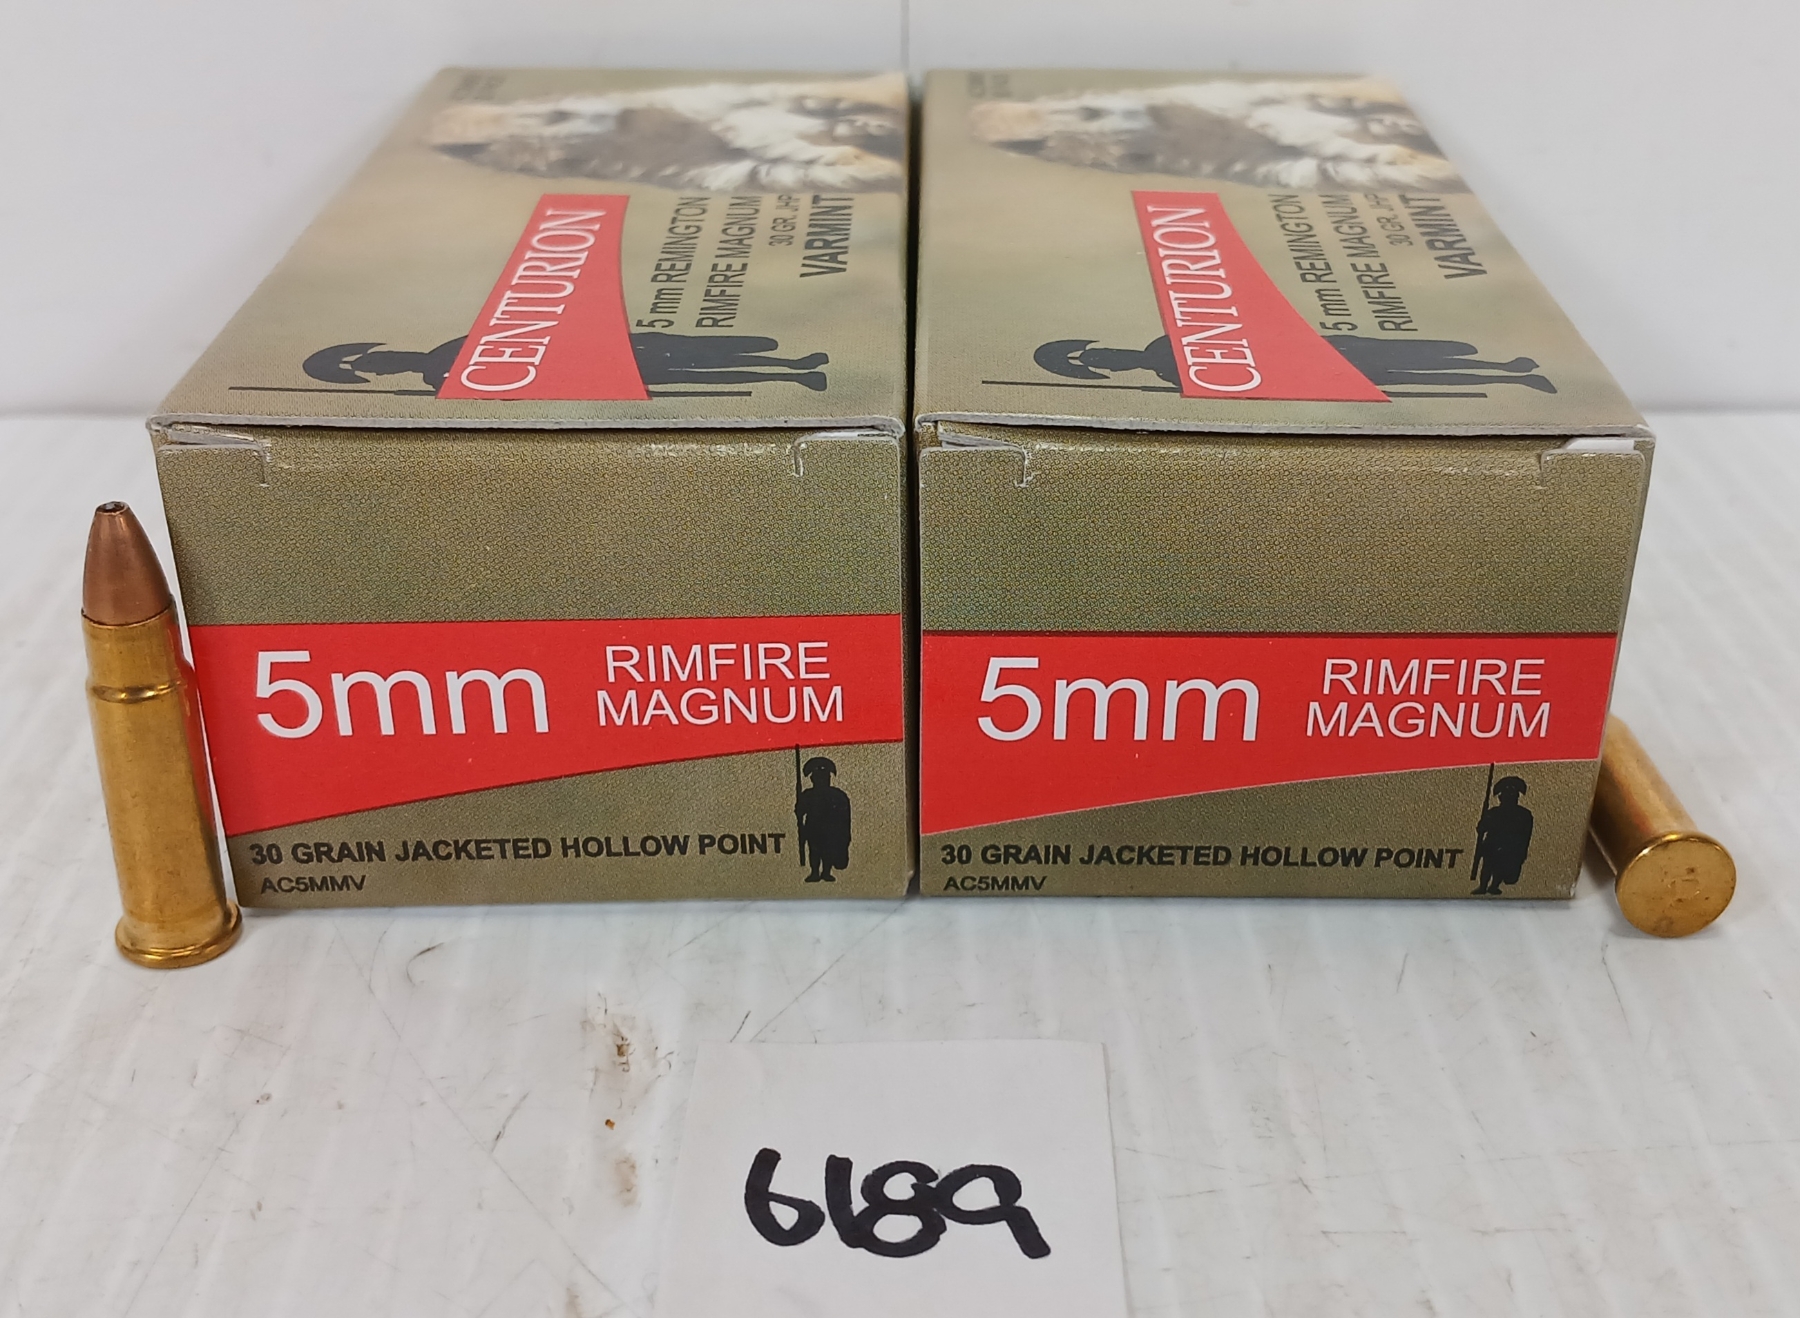 CENTURION
5 mm REMINGTON
RIMFIRE MAGNUM
30 GR. JHP
VARMINT
CENTURION
5 mm REMINGTON
RIMFIRE MAGNUM
30 GR. JHP
VARMINT
5mm RIMFIRE
MAGNUM
30 GRAIN JACKETED HOLLOW POINT
AC5MMV
5mm RIMFIRE
MAGNUM
30 GRAIN JACKETED HOLLOW POINT
AC5MMV
6189